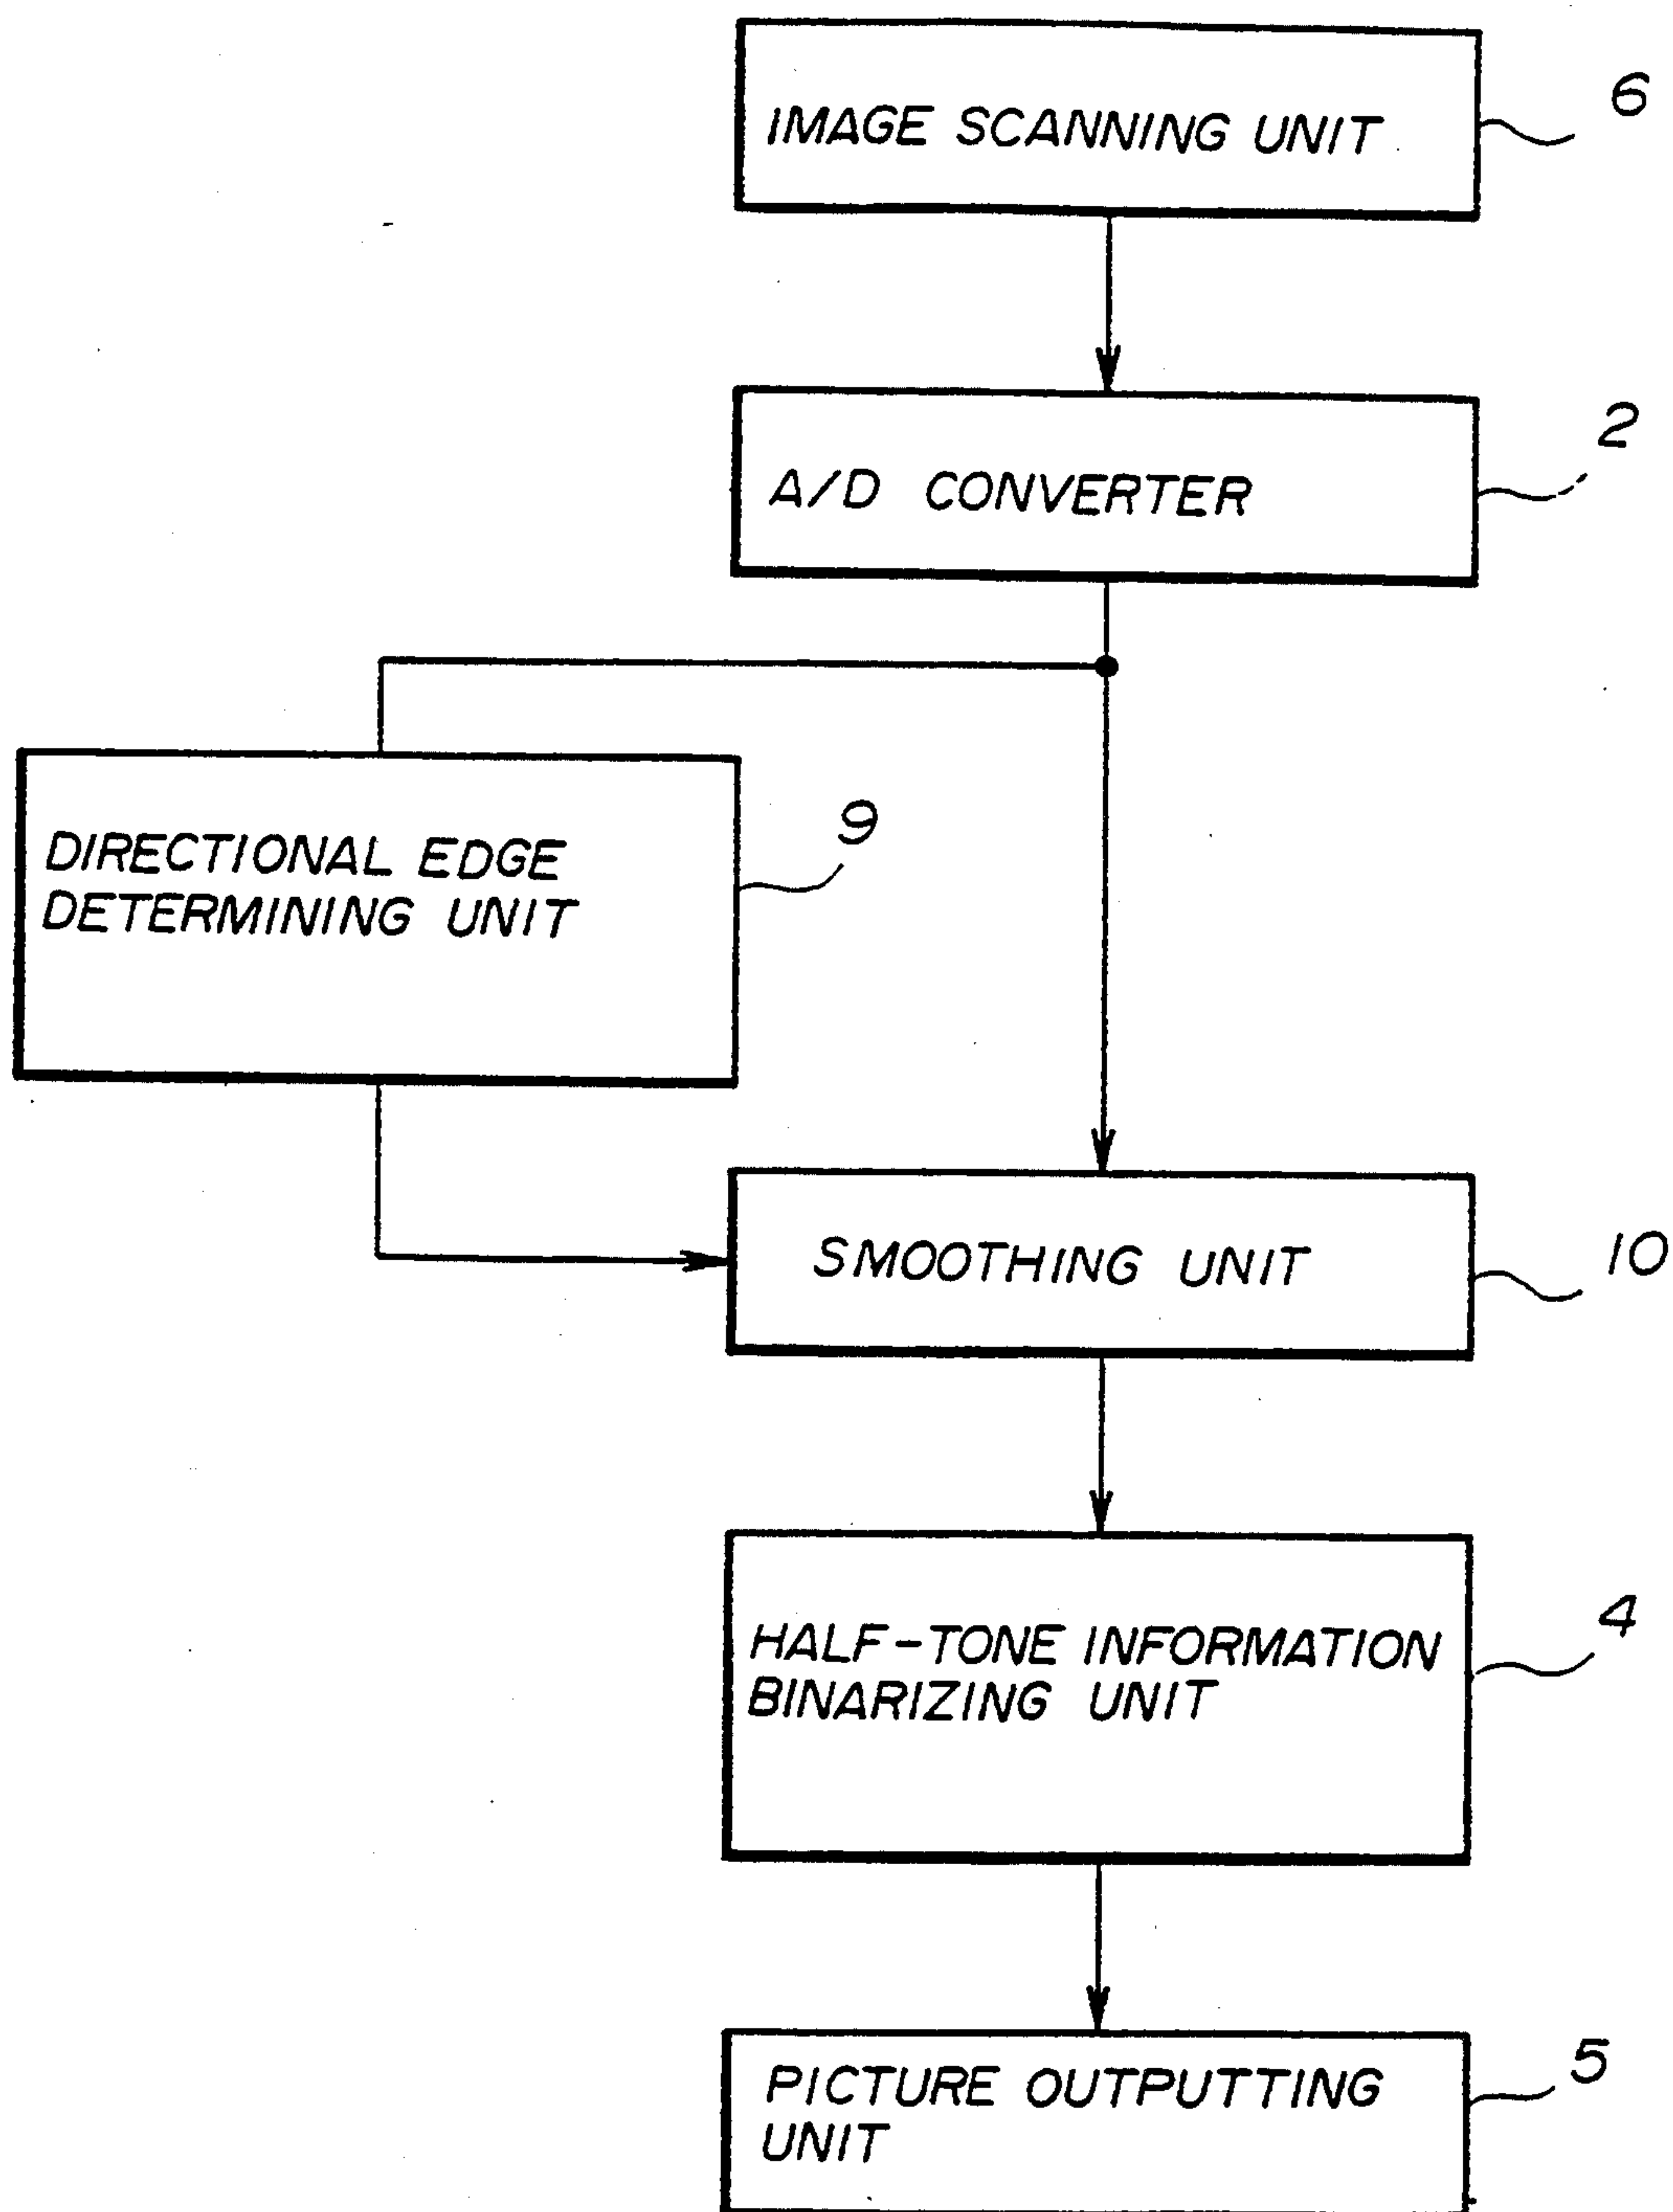 IMAGE SCANNING UNIT
6
A/D CONVERTER
2
DIRECTIONAL EDGE
DETERMINING UNIT
9
SMOOTHING UNIT
10
HALF-TONE INFORMATION
BINARIZING UNIT
4
PICTURE OUTPUTTING
UNIT
5